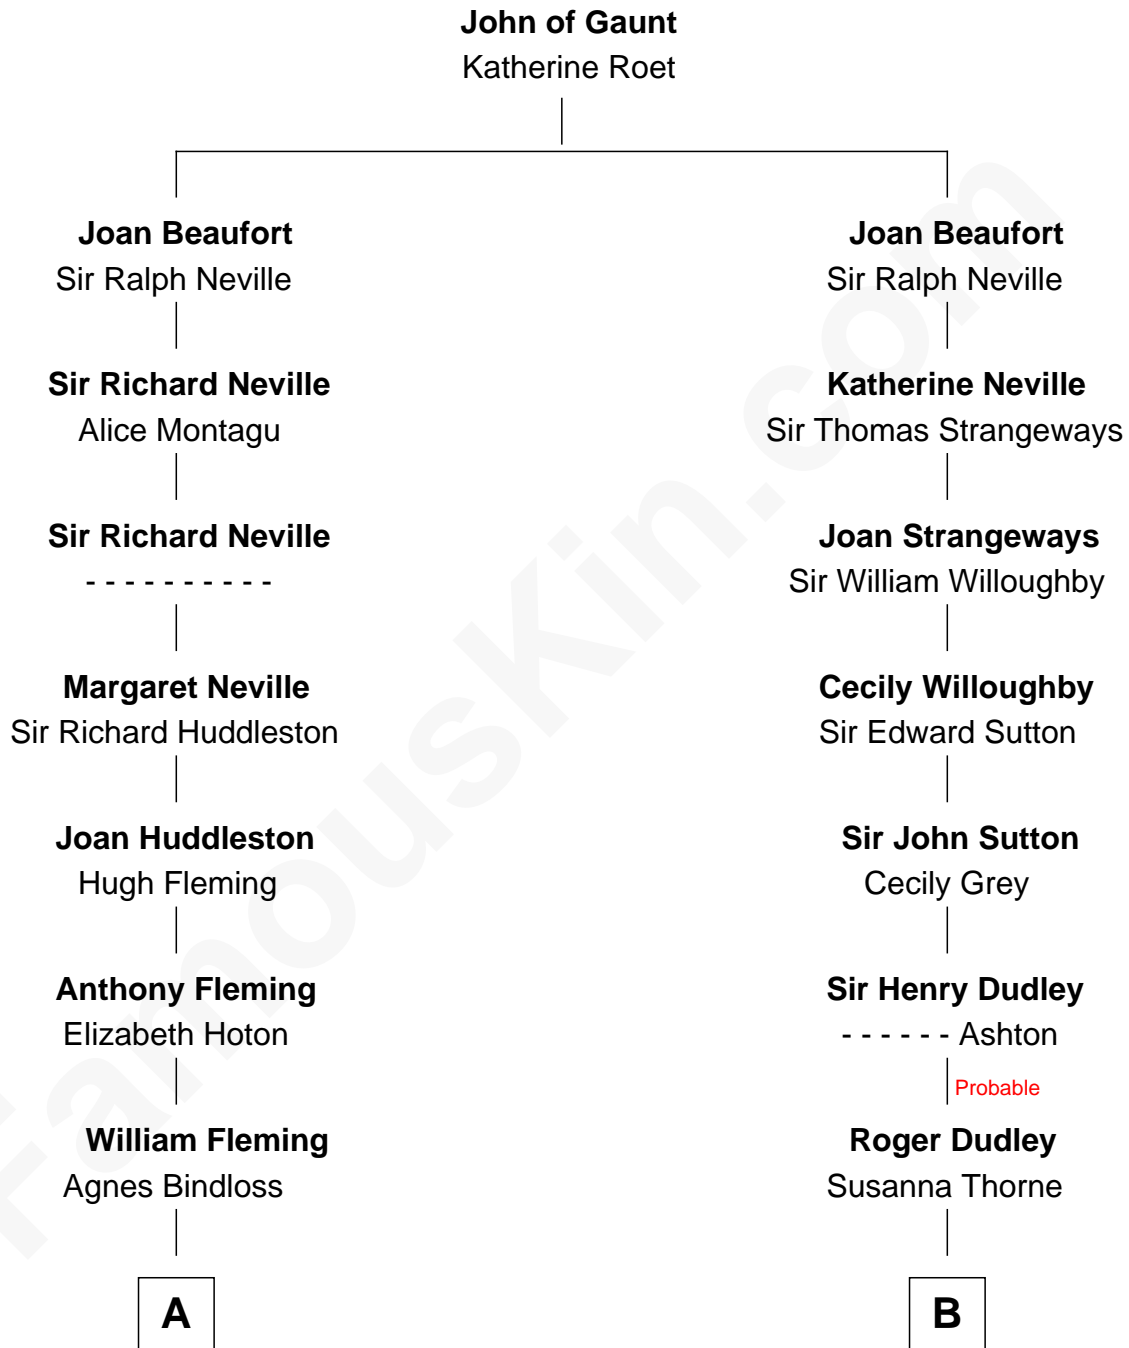 John of Gaunt
Katherine Roet
Joan Beaufort
Sir Ralph Neville
Sir Richard Neville
Alice Montagu
Sir Richard Neville
- - - - - - - - - -
Margaret Neville
Sir Richard Huddleston
Joan Huddleston
Hugh Fleming
Anthony Fleming
Elizabeth Hoton
William Fleming
Agnes Bindloss
A
Joan Beaufort
Sir Ralph Neville
Katherine Neville
Sir Thomas Strangeways
Joan Strangeways
Sir William Willoughby
Cecily Willoughby
Sir Edward Sutton
Sir John Sutton
Cecily Grey
Sir Henry Dudley
- - - - - - Ashton
Probable
Roger Dudley
Susanna Thorne
B
FamousKin.com